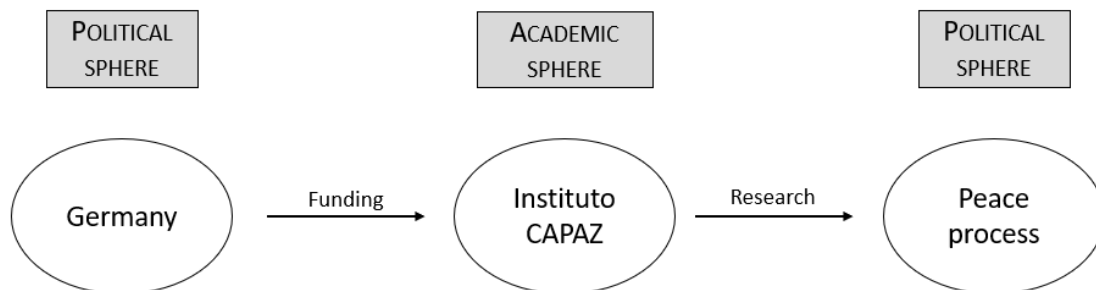 POLITICAL
SPHERE
ACADEMIC
SPHERE
POLITICAL
SPHERE
Germany
Funding
Instituto
CAPAZ
Research
Peace
process